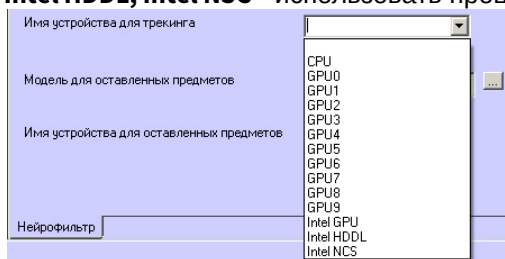 Intel HDDL, Intel NCS - использовать проц
Имя устройства для трекинга
CPU
Модель для оставленных предметов
GPU0
...
GPU1
GPU2
GPU3
Имя устройства для оставленных предметов
GPU4
GPU5
GPU6
GPU7
GPU8
GPU9
Нейрофильтр
Intel GPU
Intel HDDL
Intel NCS